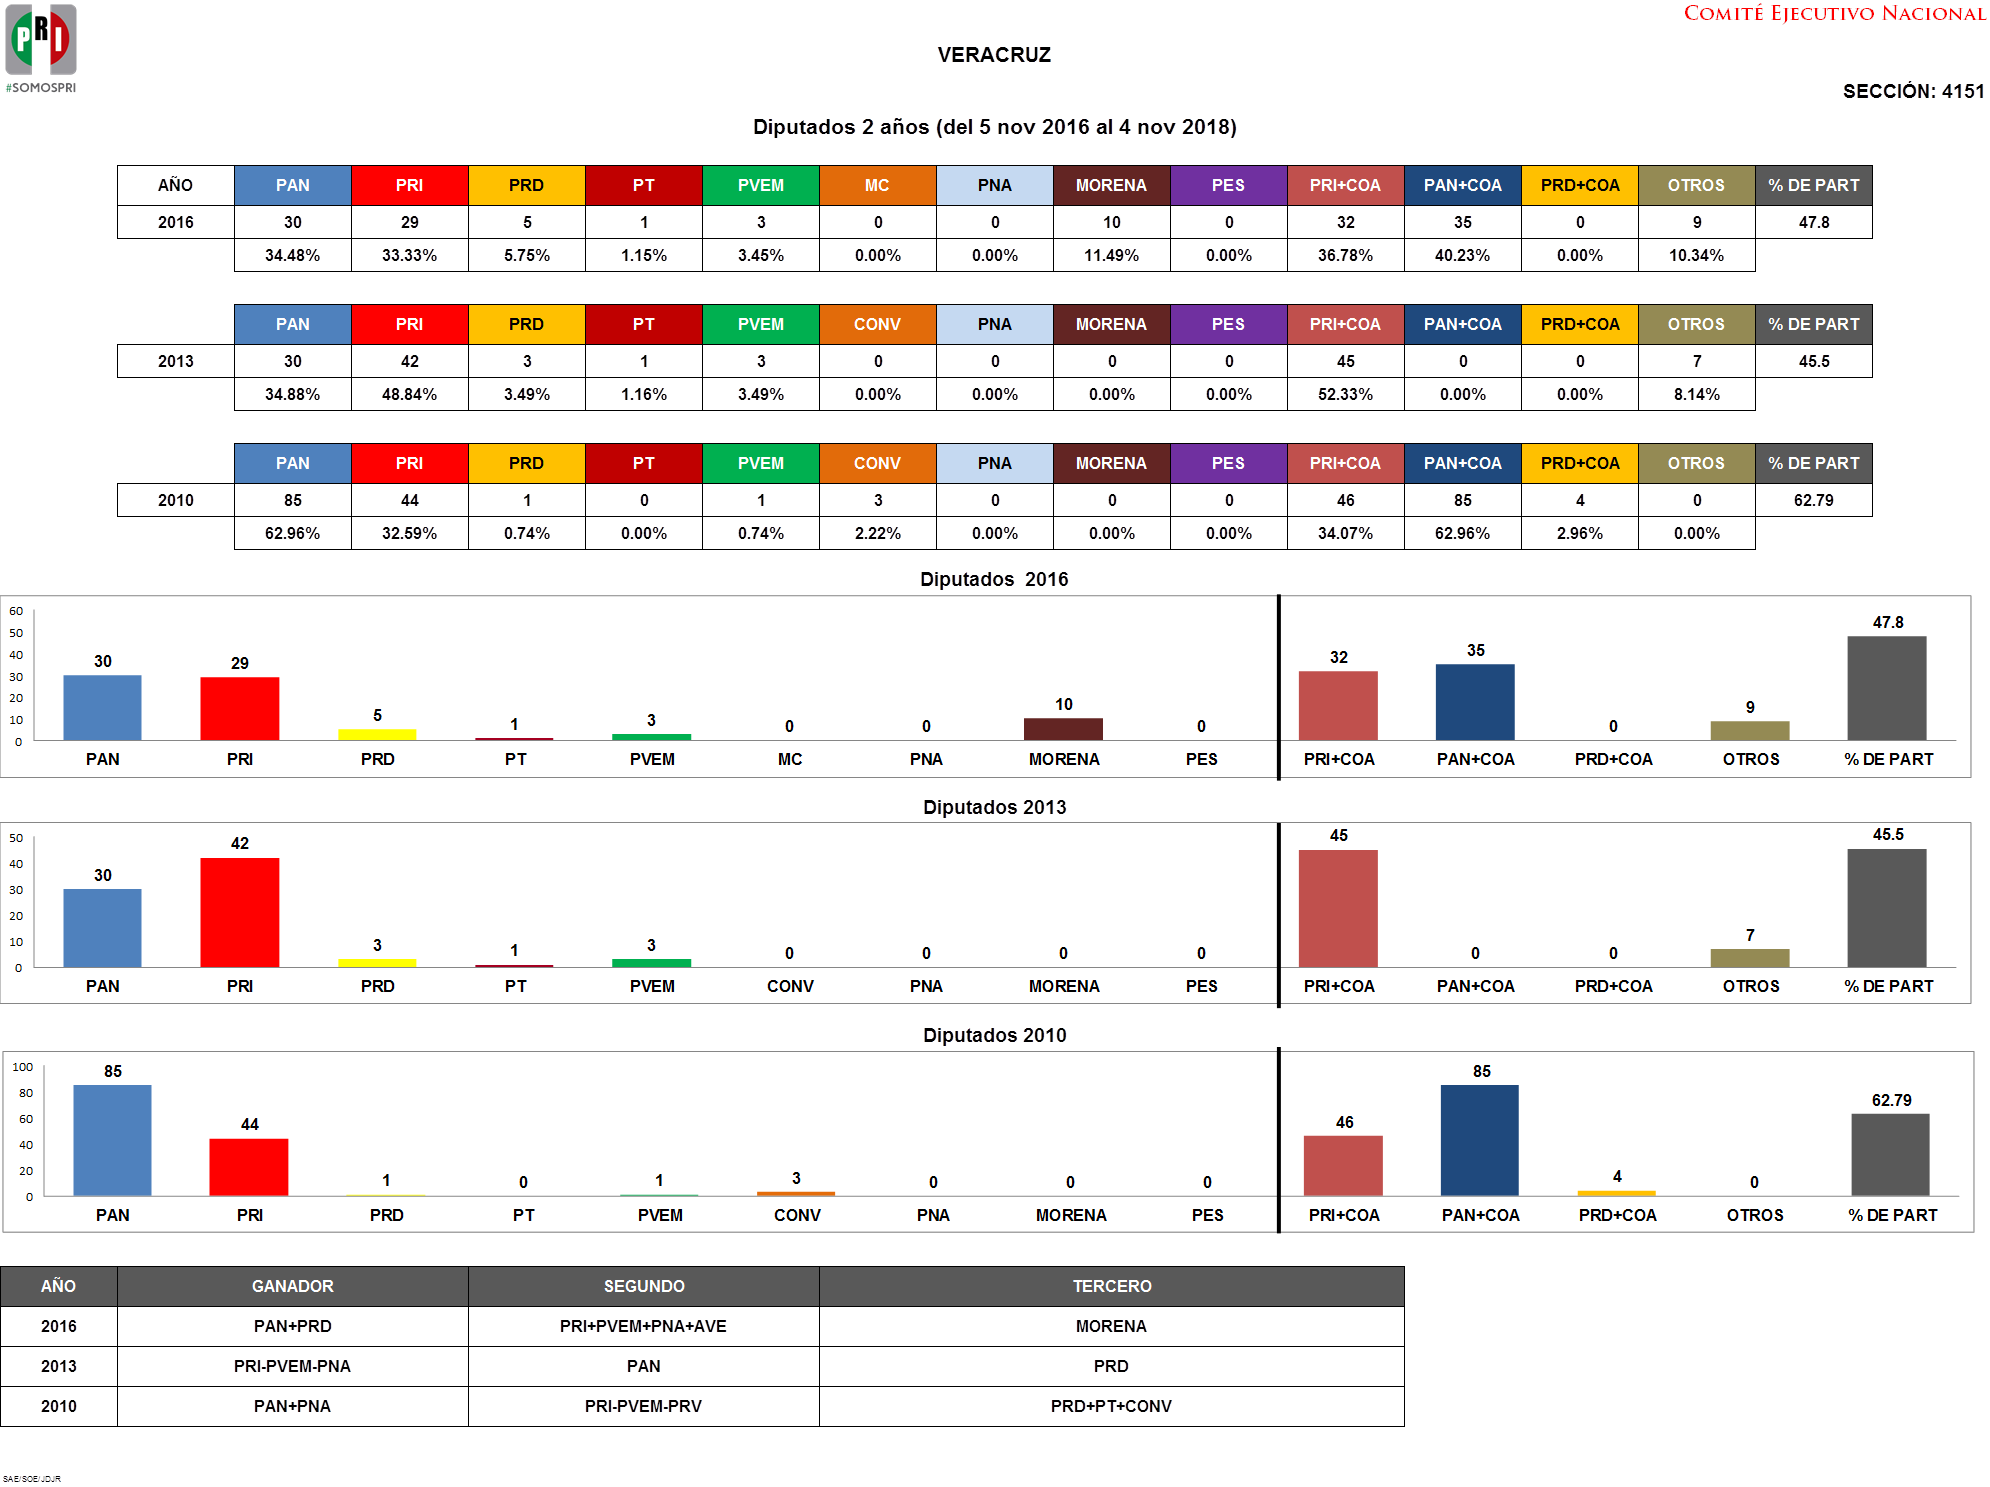 PRI
#SOMOSPRI
COMITÉ EJECUTIVO NACIONAL
VERACRUZ
SECCIÓN: 4151
Diputados 2 años (del 5 nov 2016 al 4 nov 2018)
AÑO PAN PRI PRD PT PVEM MC PNA MORENA PES PRI+COA PAN+COA PRD+COA OTROS % DE PART
2016 30 29 5 1 3 0 0 10 0 32 35 0 9 47.8
34.48% 33.33% 5.75% 1.15% 3.45% 0.00% 0.00% 11.49% 0.00% 36.78% 40.23% 0.00% 10.34%
PAN PRI PRD PT PVEM CONV PNA MORENA PES PRI+COA PAN+COA PRD+COA OTROS % DE PART
2013 30 42 3 1 3 0 0 0 0 45 0 0 7 45.5
34.88% 48.84% 3.49% 1.16% 3.49% 0.00% 0.00% 0.00% 0.00% 52.33% 0.00% 0.00% 8.14%
PAN PRI PRD PT PVEM CONV PNA MORENA PES PRI+COA PAN+COA PRD+COA OTROS % DE PART
2010 85 44 1 0 1 3 0 0 0 46 85 4 0 62.79
62.96% 32.59% 0.74% 0.00% 0.74% 2.22% 0.00% 0.00% 0.00% 34.07% 62.96% 2.96% 0.00%
Diputados 2016
60
50
40
30
20
10
0
30 29 5 1 3 0 0 10 0 32 35 0 9 47.8
PAN PRI PRD PT PVEM MC PNA MORENA PES PRI+COA PAN+COA PRD+COA OTROS % DE PART
Diputados 2013
50
40
30
20
10
0
30 42 3 1 3 0 0 0 0 45 0 0 7 45.5
PAN PRI PRD PT PVEM CONV PNA MORENA PES PRI+COA PAN+COA PRD+COA OTROS % DE PART
Diputados 2010
100
80
60
40
20
0
85 44 1 0 1 3 0 0 0 46 85 4 0 62.79
PAN PRI PRD PT PVEM CONV PNA MORENA PES PRI+COA PAN+COA PRD+COA OTROS % DE PART
AÑO GANADOR SEGUNDO TERCERO
2016 PAN+PRD PRI+PVEM+PNA+AVE MORENA
2013 PRI-PVEM-PNA PAN PRD
2010 PAN+PNA PRI-PVEM-PRV PRD+PT+CONV
SAE/SOE/JDJR